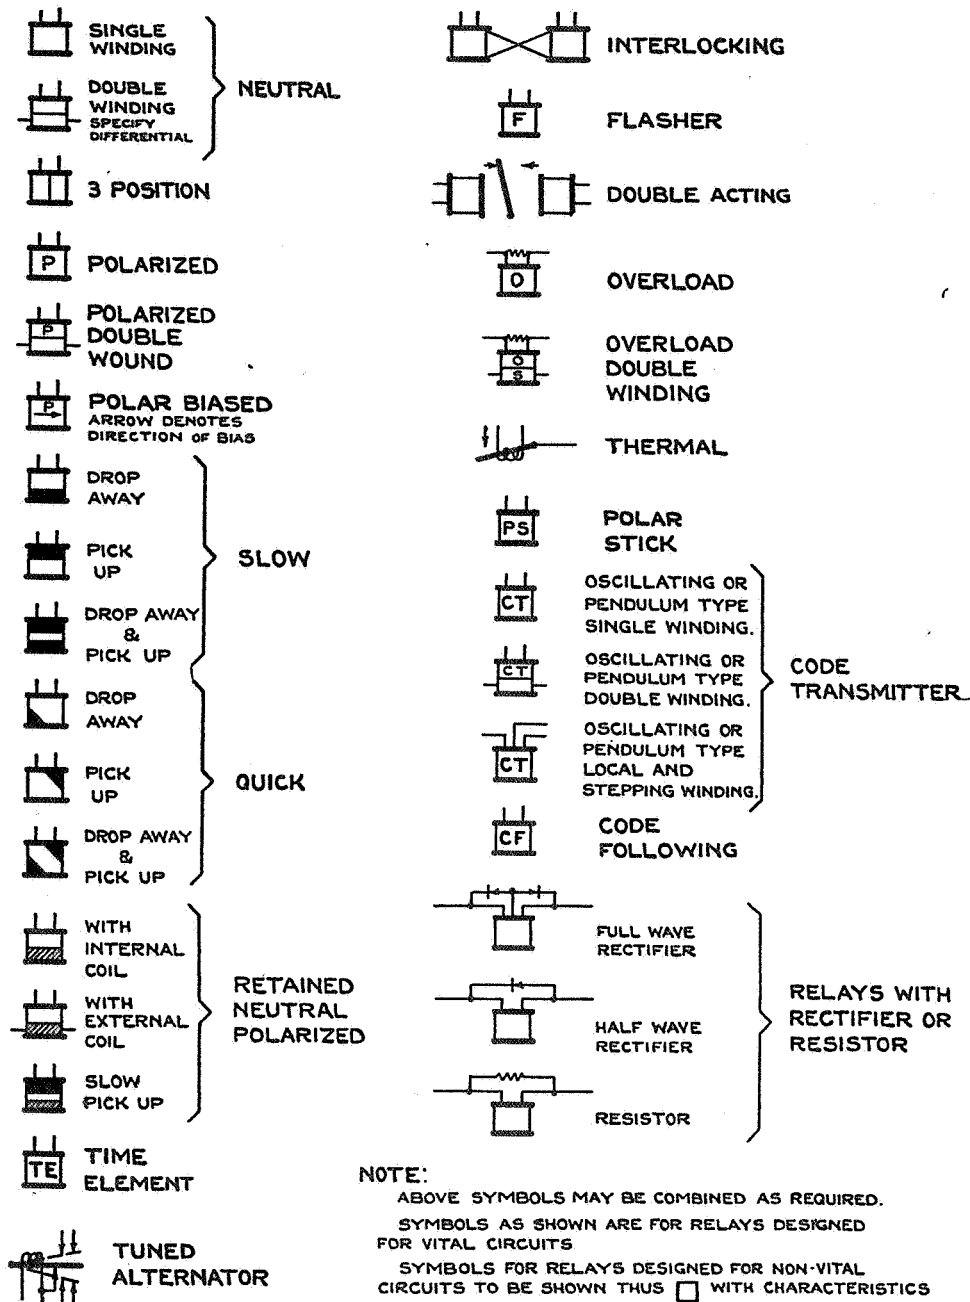 SINGLE
WINDING
DOUBLE
WINDING
SPECIFY
DIFFERENTIAL
NEUTRAL
3 POSITION
P
POLARIZED
P
POLARIZED
DOUBLE
WOUND
P
POLAR BIASED
ARROW DENOTES
DIRECTION OF BIAS
DROP
AWAY
PICK
UP
DROP AWAY
&
PICK UP
SLOW
DROP
AWAY
PICK
UP
DROP AWAY
&
PICK UP
QUICK
WITH
INTERNAL
COIL
WITH
EXTERNAL
COIL
SLOW
PICK UP
RETAINED
NEUTRAL
POLARIZED
TE
TIME
ELEMENT
TUNED
ALTERNATOR
INTERLOCKING
F
FLASHER
DOUBLE ACTING
O
OVERLOAD
O
S
OVERLOAD
DOUBLE
WINDING
THERMAL
PS
POLAR
STICK
CT
OSCILLATING OR
PENDULUM TYPE
SINGLE WINDING.
CT
OSCILLATING OR
PENDULUM TYPE
DOUBLE WINDING.
CT
OSCILLATING OR
PENDULUM TYPE
LOCAL AND
STEPPING WINDING.
CODE
TRANSMITTER
CF
CODE
FOLLOWING
FULL WAVE
RECTIFIER
HALF WAVE
RECTIFIER
RESISTOR
RELAYS WITH
RECTIFIER OR
RESISTOR
NOTE:
ABOVE SYMBOLS MAY BE COMBINED AS REQUIRED.
SYMBOLS AS SHOWN ARE FOR RELAYS DESIGNED
FOR VITAL CIRCUITS
SYMBOLS FOR RELAYS DESIGNED FOR NON-VITAL
CIRCUITS TO BE SHOWN THUS WITH CHARACTERISTICS